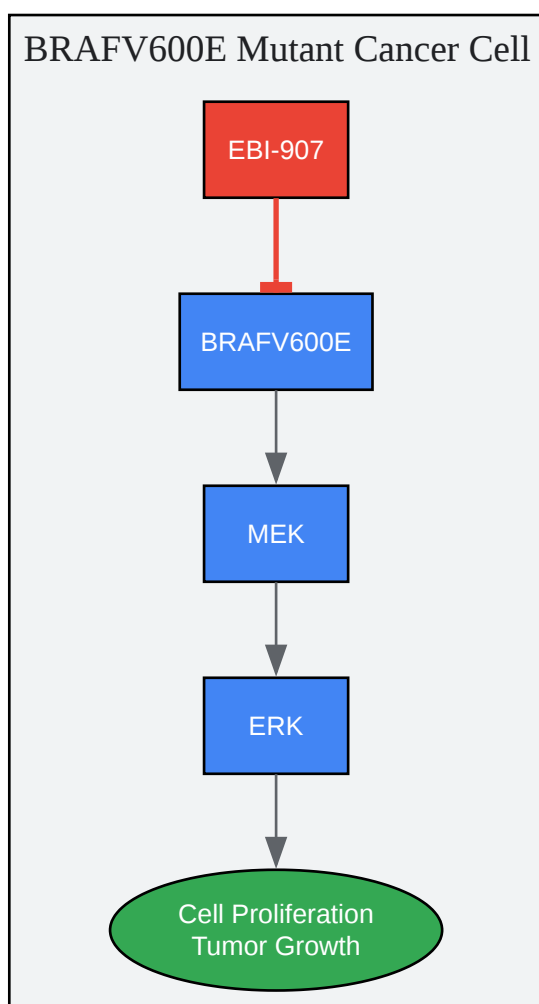 BRAFV600E Mutant Cancer Cell
EBI-907
BRAFV600E
MEK
ERK
Cell Proliferation
Tumor Growth